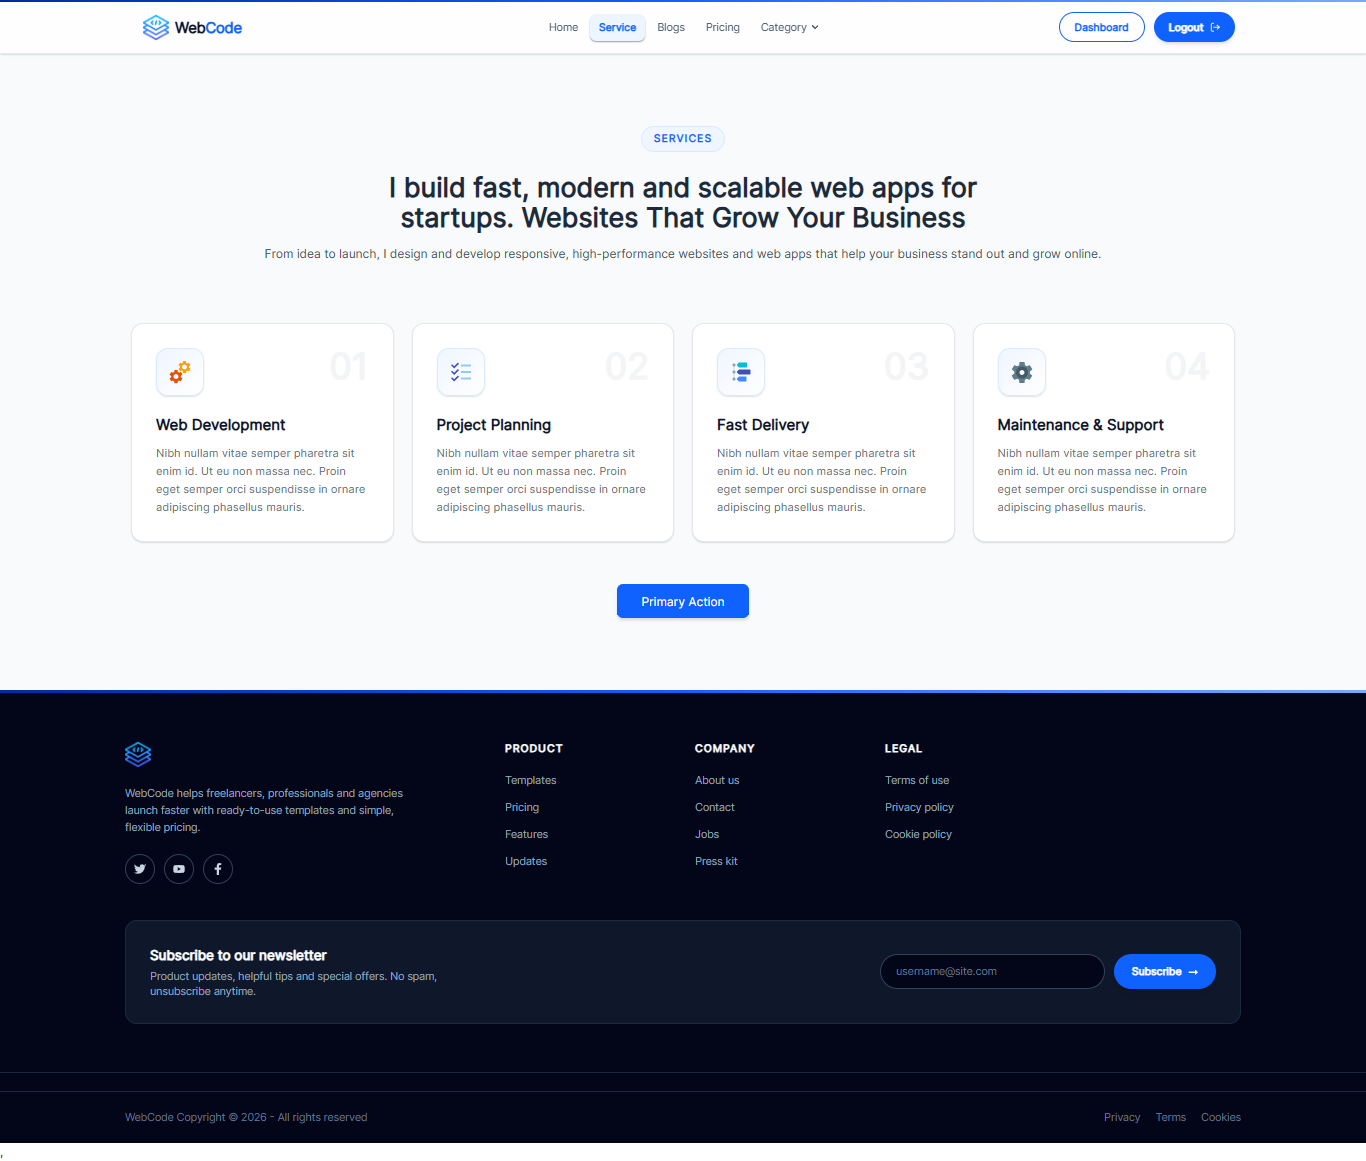 WebCode
Home
Service
Blogs
Pricing
Category
Dashboard
Logout
SERVICES
I build fast, modern and scalable web apps for
startups. Websites That Grow Your Business
From idea to launch, I design and develop responsive, high-performance websites and web apps that help your business stand out and grow online.
01
Web Development
Nibh nullam vitae semper pharetra sit
enim id. Ut eu non massa nec. Proin
eget semper orci suspendisse in ornare
adipiscing phasellus mauris.
02
Project Planning
Nibh nullam vitae semper pharetra sit
enim id. Ut eu non massa nec. Proin
eget semper orci suspendisse in ornare
adipiscing phasellus mauris.
03
Fast Delivery
Nibh nullam vitae semper pharetra sit
enim id. Ut eu non massa nec. Proin
eget semper orci suspendisse in ornare
adipiscing phasellus mauris.
04
Maintenance & Support
Nibh nullam vitae semper pharetra sit
enim id. Ut eu non massa nec. Proin
eget semper orci suspendisse in ornare
adipiscing phasellus mauris.
Primary Action
WebCode helps freelancers, professionals and agencies
launch faster with ready-to-use templates and simple,
flexible pricing.
PRODUCT
Templates
Pricing
Features
Updates
COMPANY
About us
Contact
Jobs
Press kit
LEGAL
Terms of use
Privacy policy
Cookie policy
Subscribe to our newsletter
Product updates, helpful tips and special offers. No spam,
unsubscribe anytime.
username@site.com
Subscribe →
WebCode Copyright © 2026 - All rights reserved
Privacy
Terms
Cookies
,